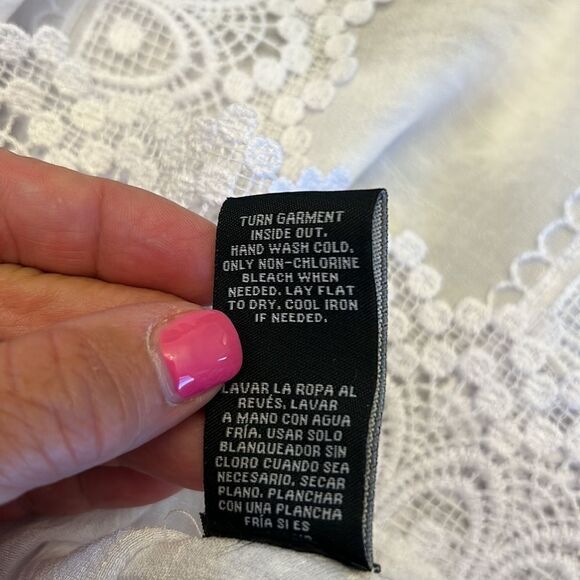 TURN GARMENT
INSIDE OUT.
HAND WASH COLD.
ONLY NON-CHLORINE
BLEACH WHEN
NEEDED. LAY FLAT
TO DRY. COOL IRON
IF NEEDED.
LAVAR LA ROPA AL
REVÉS. LAVAR
A MANO CON AGUA
FRÍA. USAR SOLO
BLANQUEADOR SIN
CLORO CUANDO SEA
NECESARIO. SECAR
PLANO. PLANCHAR
CON UNA PLANCHA
FRÍA SI ES